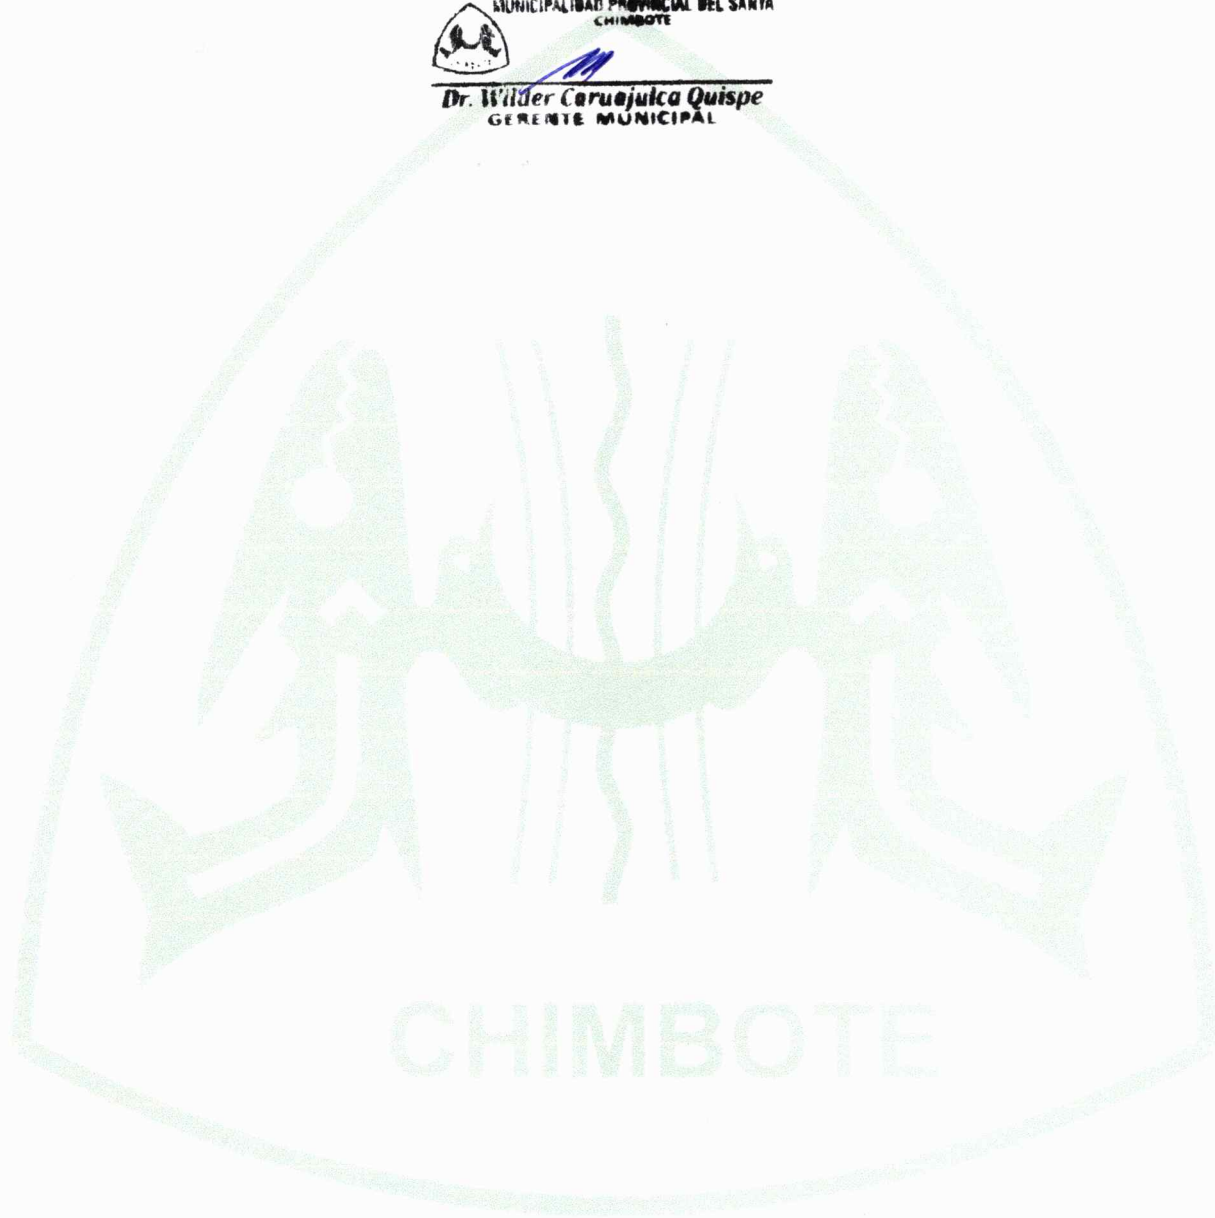 MUNICIPALIDAD PROVINCIAL DEL SANTA
CHIMBOTE
Dr. Wilder Caruajulca Quispe
GERENTE MUNICIPAL
CHIMBOTE